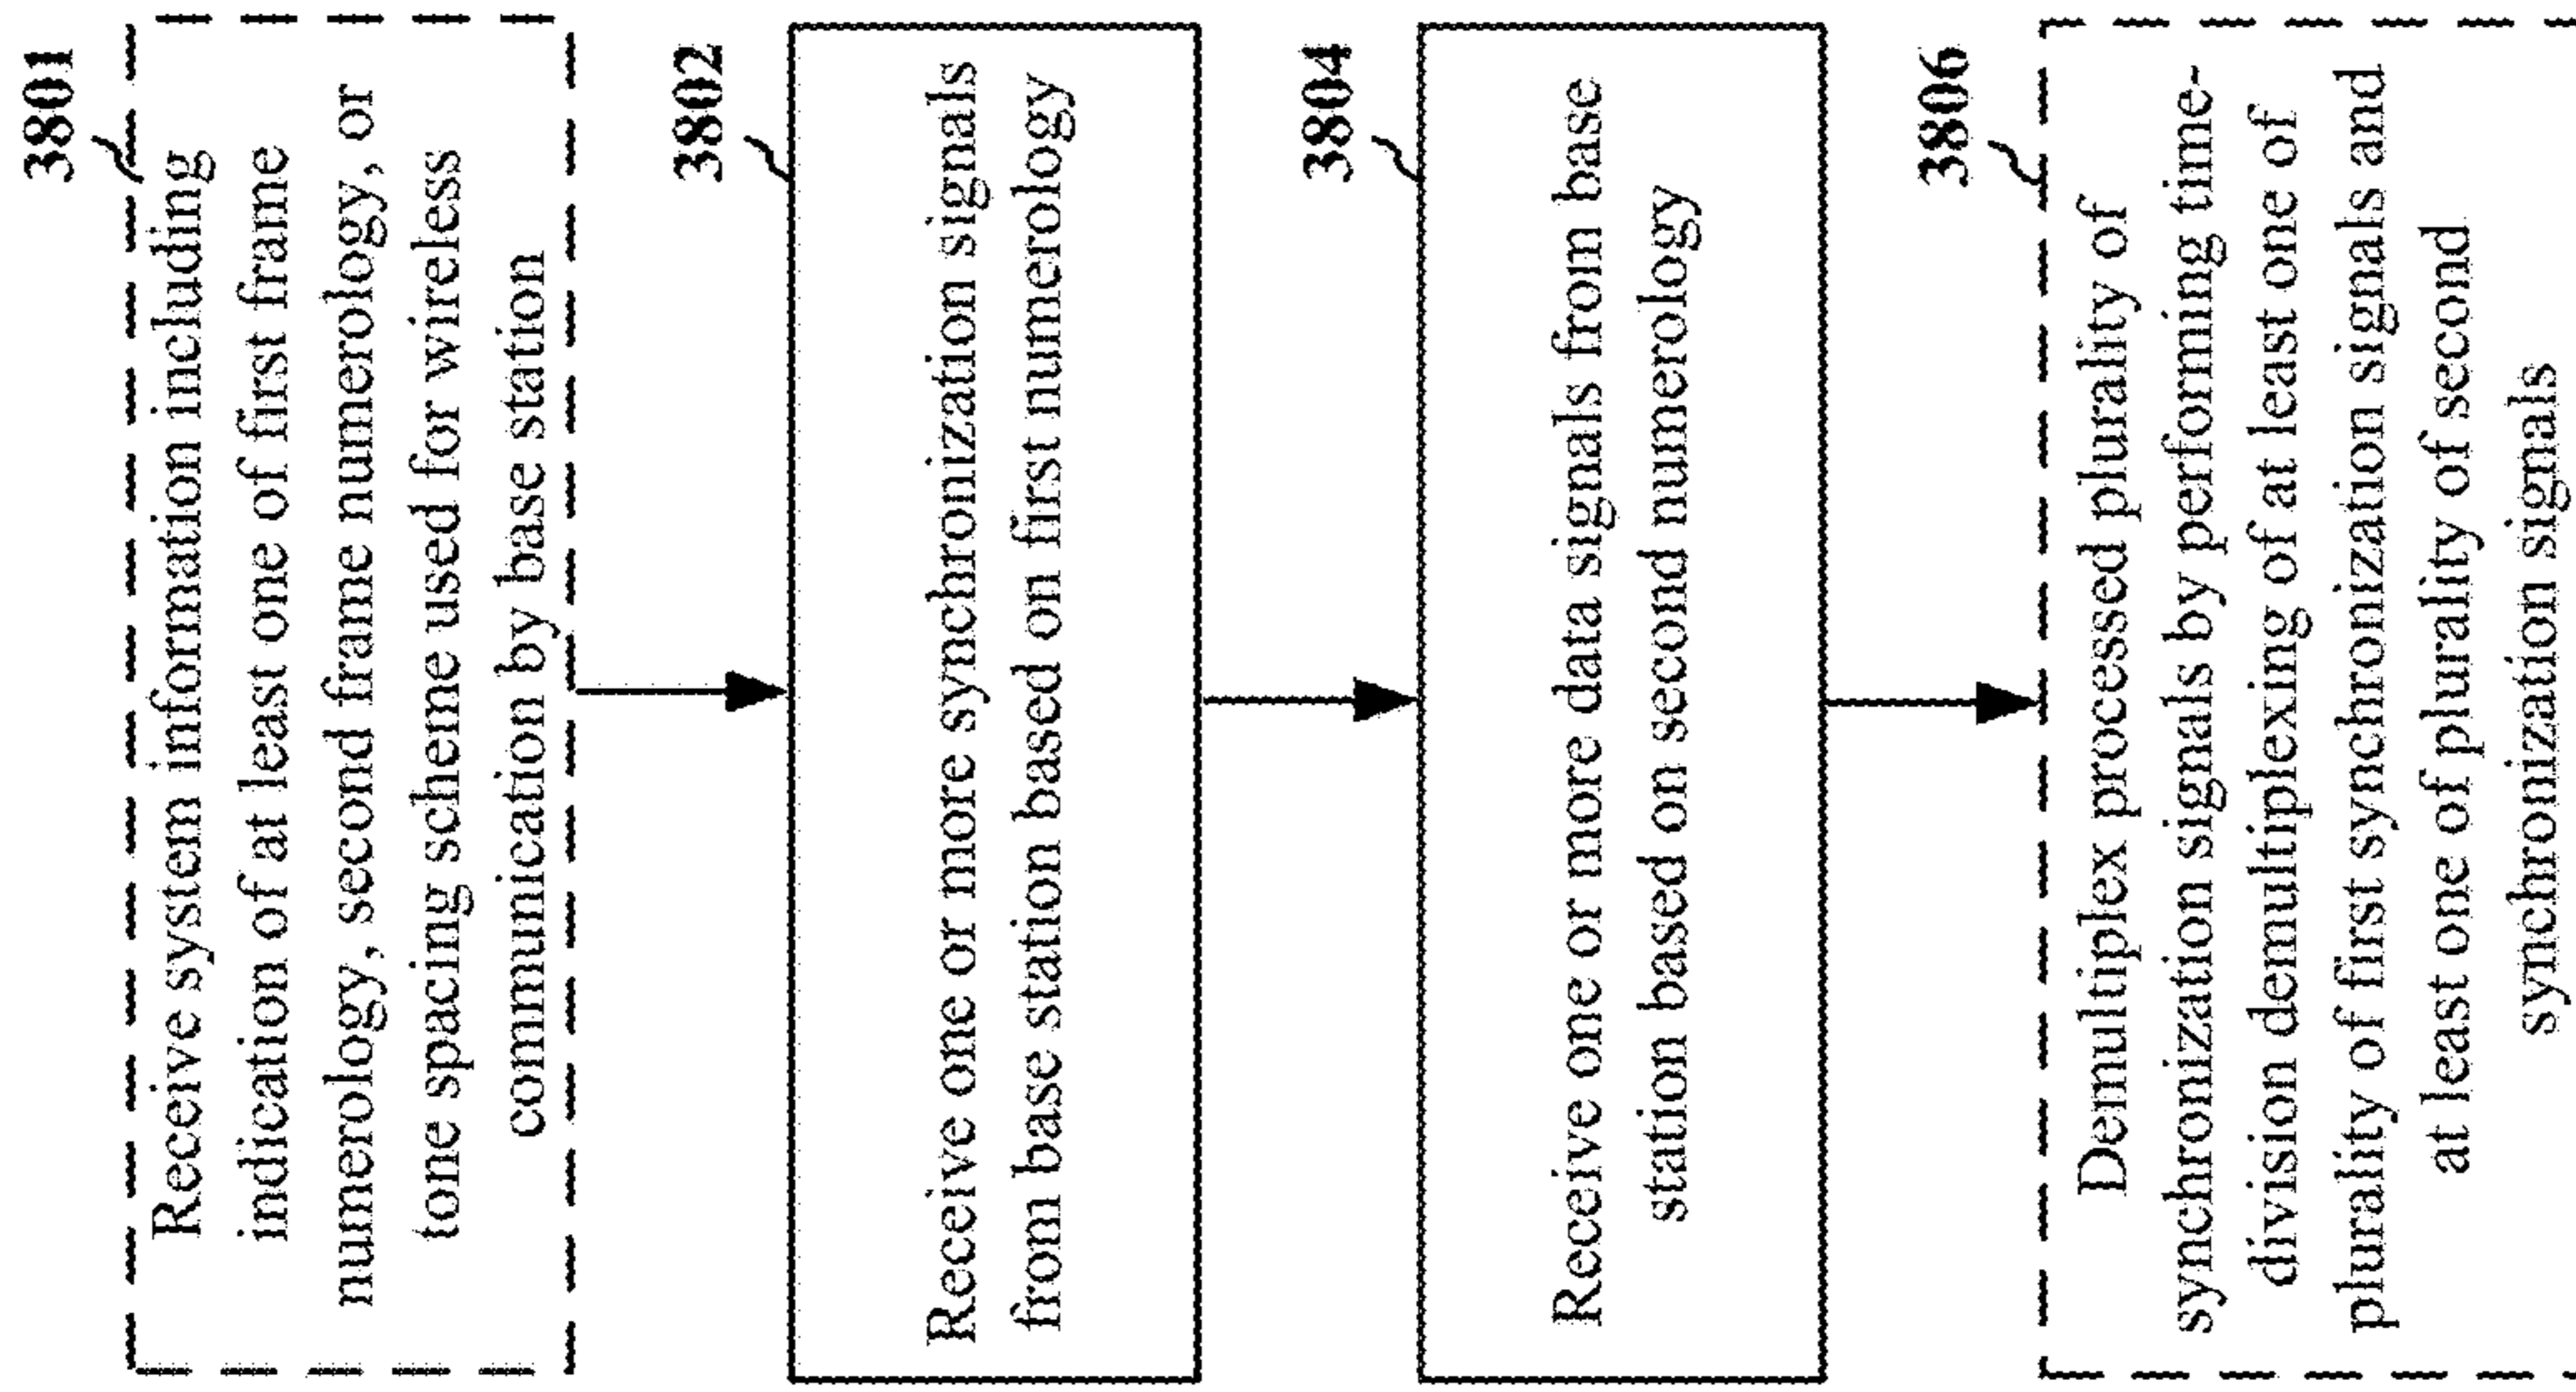 3801
Receive system information including
indication of at least one of first frame
numerology, second frame numerology, or
tone spacing scheme used for wireless
communication by base station
3802
Receive one or more synchronization signals
from base station based on first numerology
3804
Receive one or more data signals from base
station based on second numerology
3806
Demultiplex processed plurality of
synchronization signals by performing time-
division demultiplexing of at least one of
plurality of first synchronization signals and
at least one of plurality of second
synchronization signals